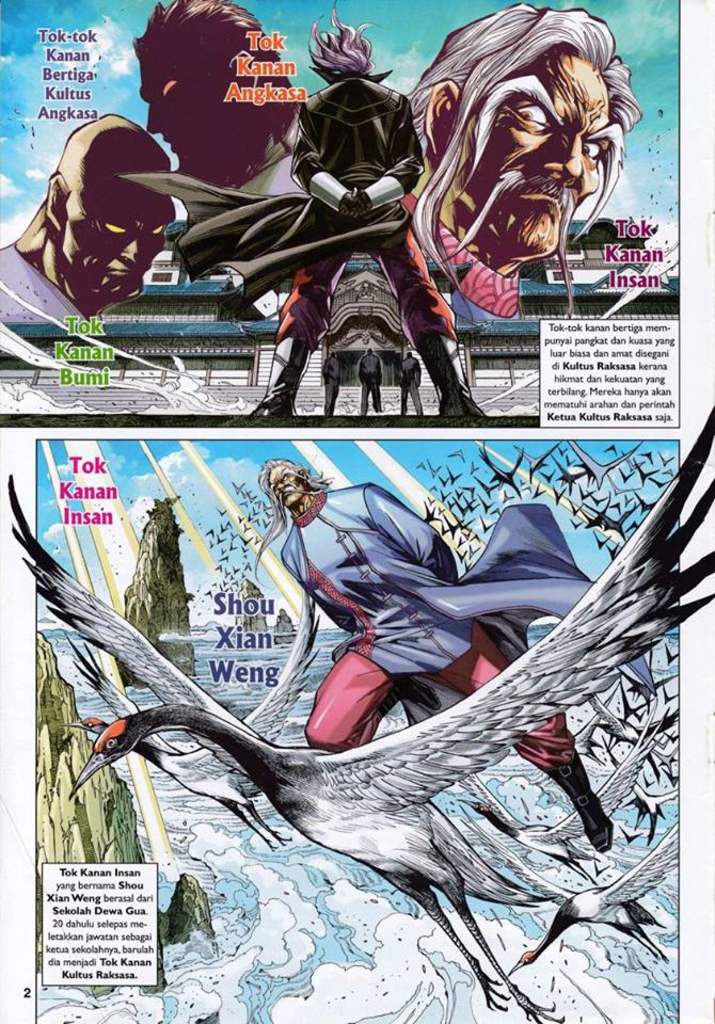 Tok-tok
Kanan
Bertiga
Kultus
Angkasa
Tok
Kanan
Angkasa
Tok
Kanan
Insan
Tok
Kanan
Bumi
Tok-tok kanan bertiga mem-
punyai pangkat dan kuasa yang
luar biasa dan amat disegani
di Kultus Raksasa kerana
hikmat dan kekuatan yang
terbilang. Mereka hanya akan
mematuhi arahan dan perintah
Ketua Kultus Raksasa saja.
Tok
Kanan
Insan
Shou
Xian
Weng
Tok Kanan Insan
yang bernama Shou
Xian Weng berasal dari
Sekolah Dewa Gua.
20 dahulu selepas me-
letakkan jawatan sebagai
ketua sekolahnya, barulah
dia menjadi Tok Kanan
Kultus Raksasa.
2